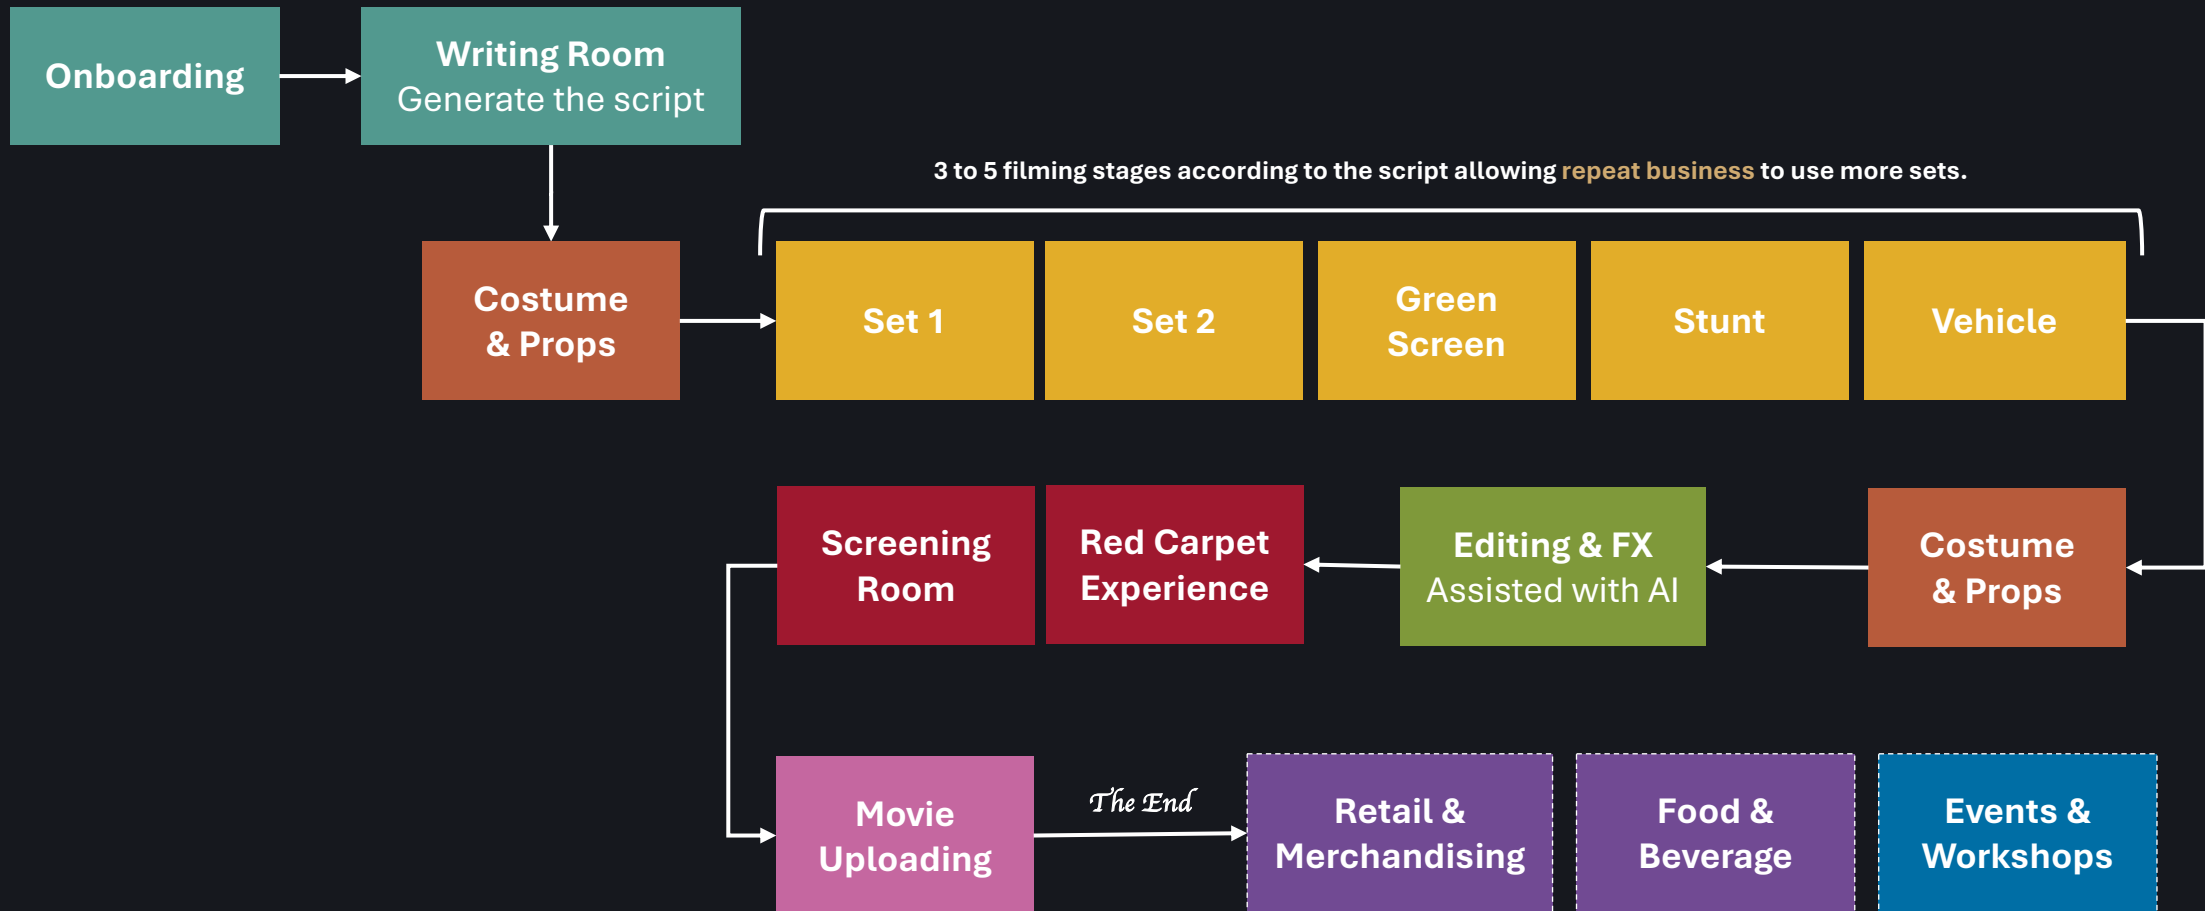 Onboarding
Writing Room
Generate the script
3 to 5 filming stages according to the script allowing repeat business to use more sets.
Costume
& Props
Set 1
Set 2
Green
Screen
Stunt
Vehicle
Screening
Room
Red Carpet
Experience
Editing & FX
Assisted with AI
Costume
& Props
Movie
Uploading
The End
Retail &
Merchandising
Food &
Beverage
Events &
Workshops